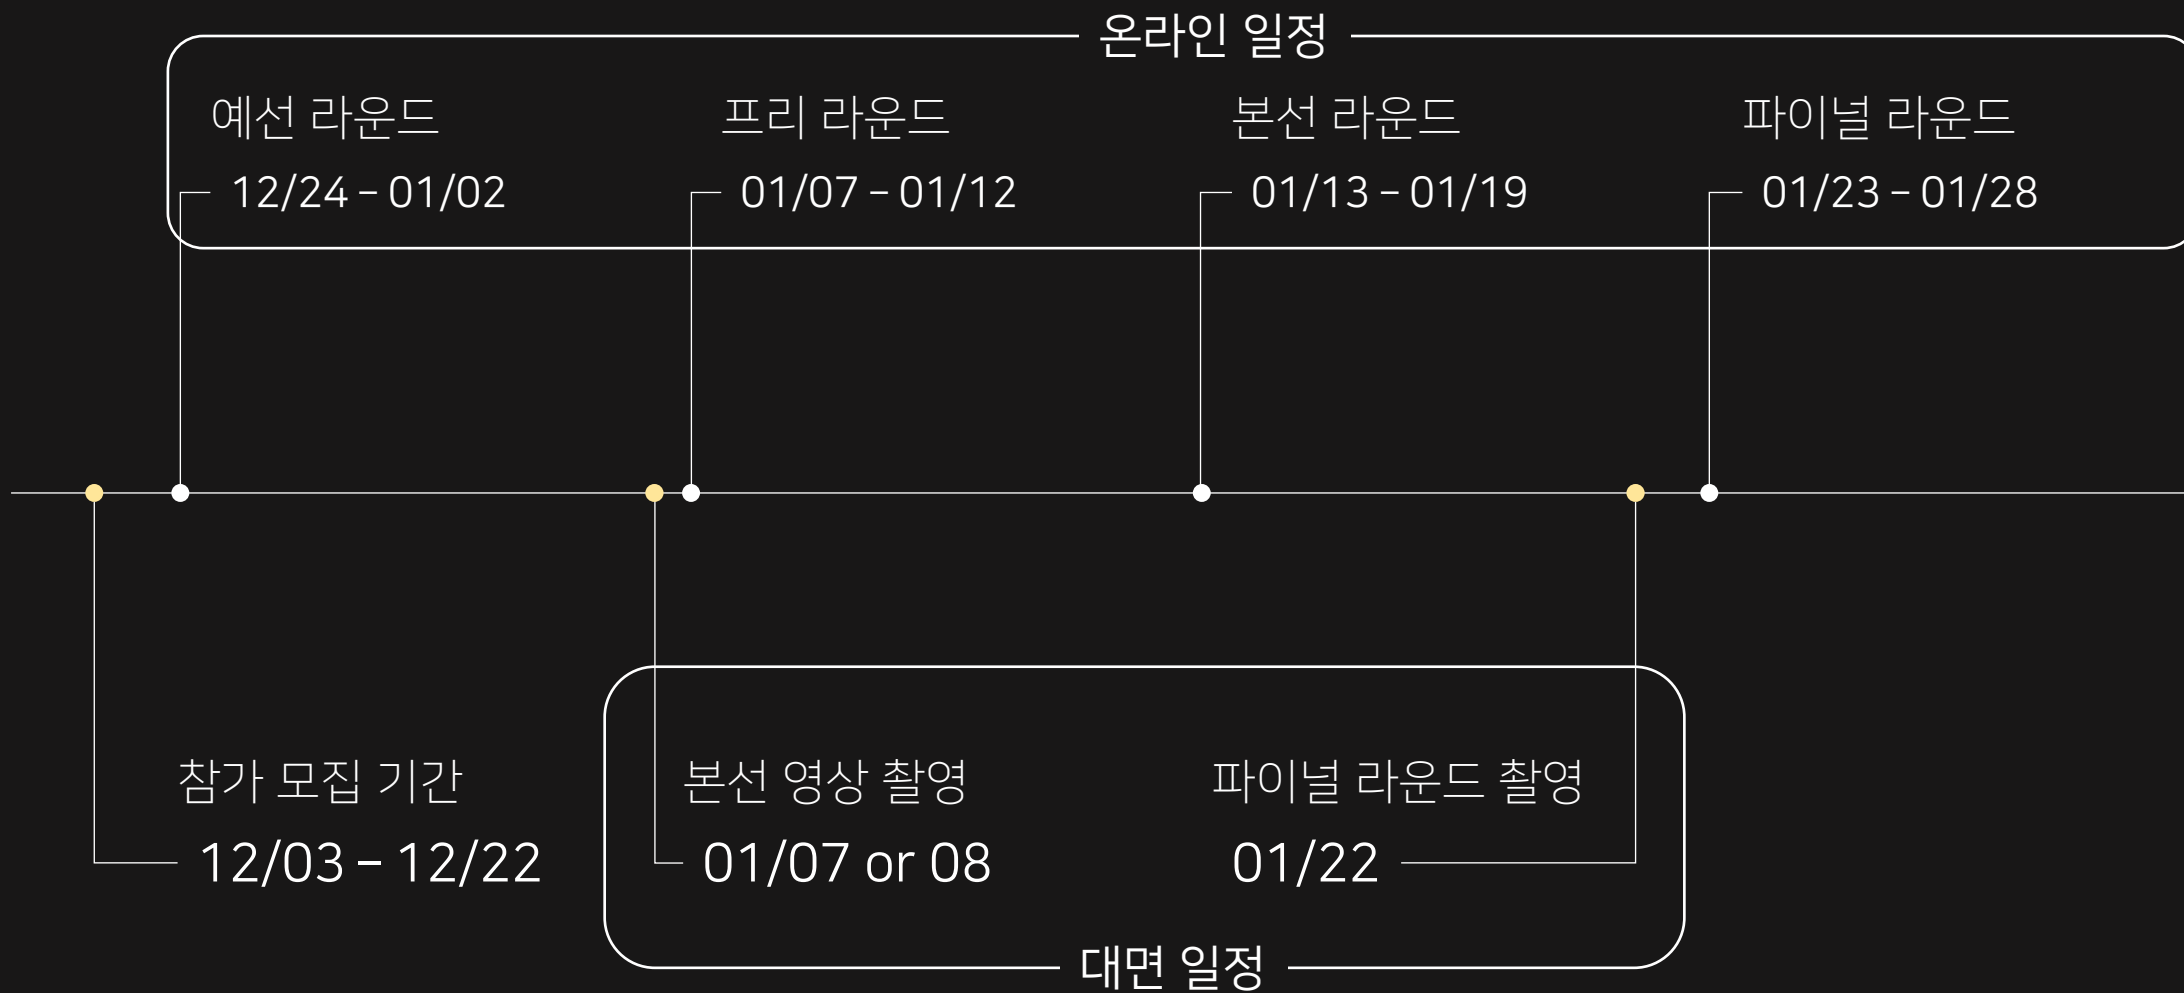 온라인 일정
예선 라운드
12/24 – 01/02
프리 라운드
01/07 – 01/12
본선 라운드
01/13 – 01/19
파이널 라운드
01/23 – 01/28
참가 모집 기간
12/03 – 12/22
본선 영상 촬영
01/07 or 08
파이널 라운드 촬영
01/22
대면 일정